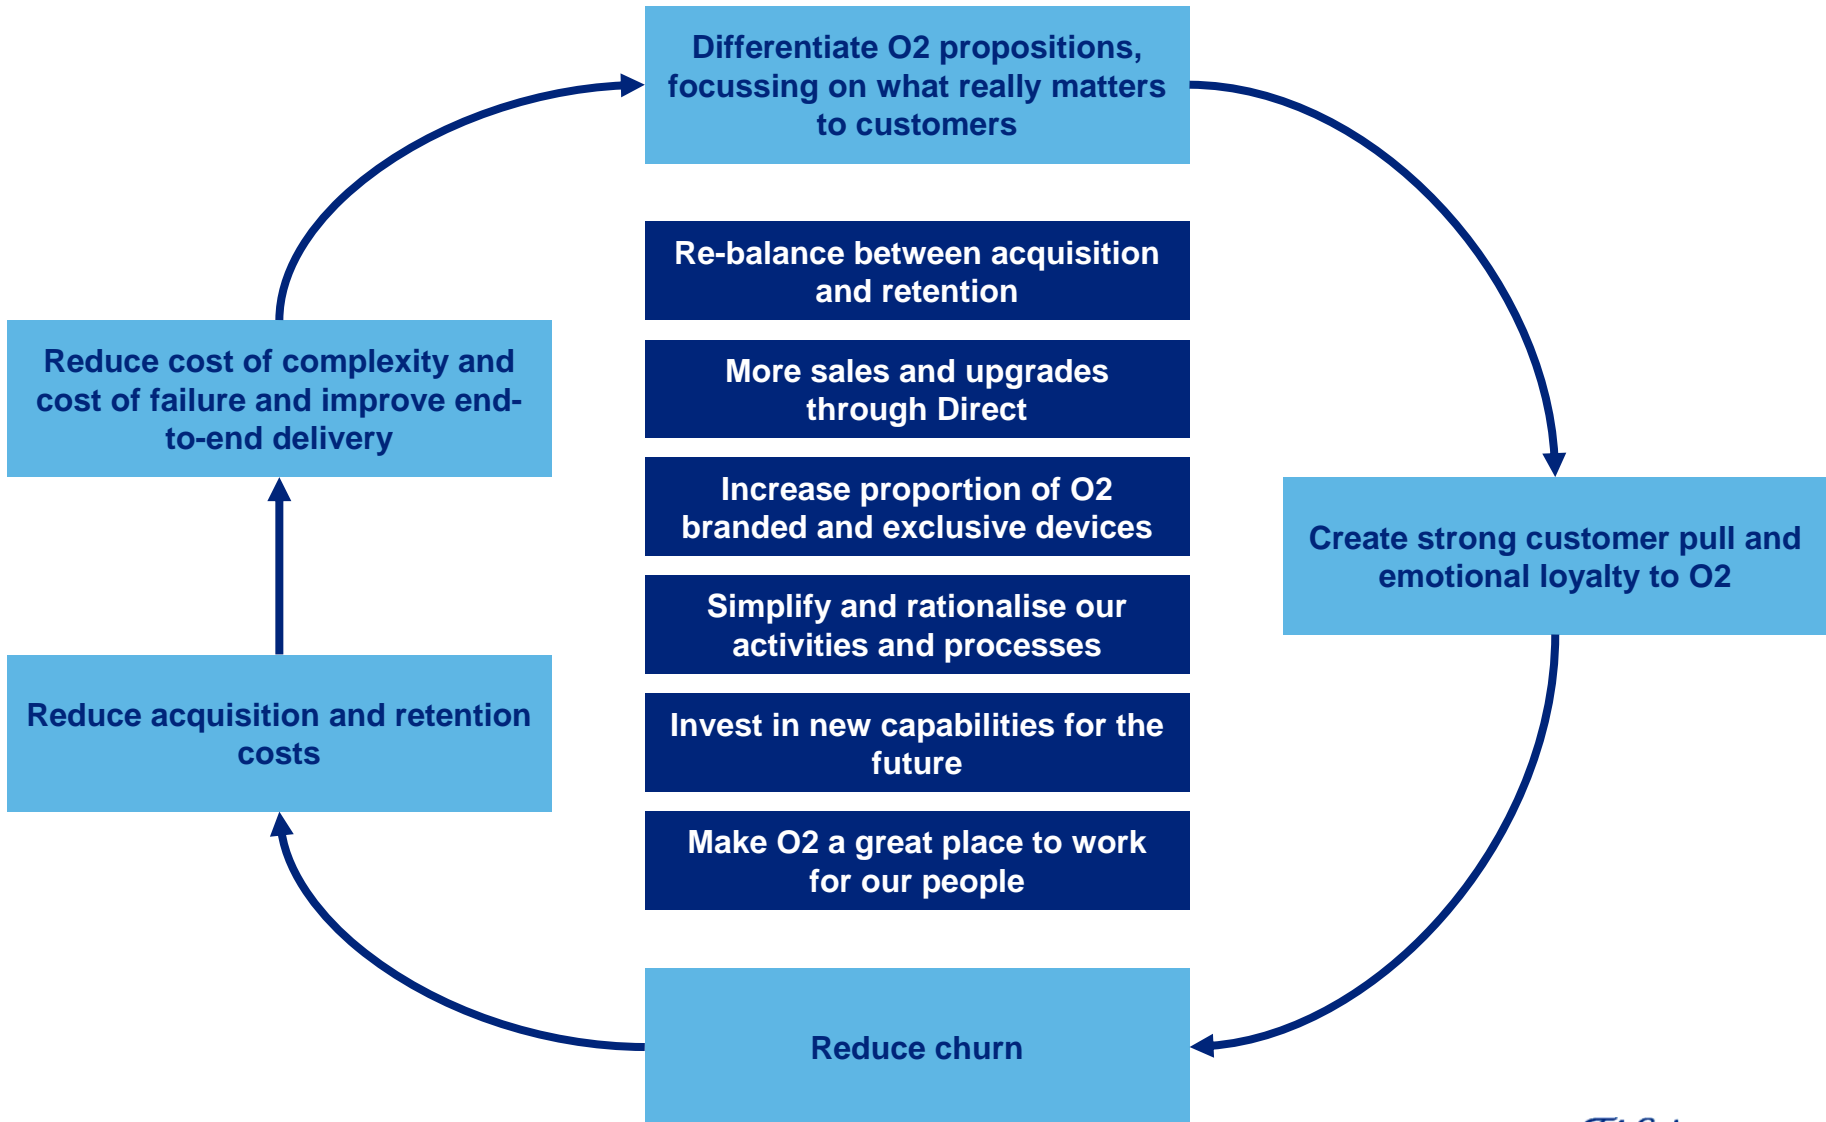 Differentiate O2 propositions,
focussing on what really matters
to customers
Re-balance between acquisition
and retention
Reduce cost of complexity and
cost of failure and improve end-
to-end delivery
More sales and upgrades
through Direct
Increase proportion of O2
branded and exclusive devices
Create strong customer pull and
emotional loyalty to O2
Simplify and rationalise our
activities and processes
Reduce acquisition and retention
costs
Invest in new capabilities for the
future
Make O2 a great place to work
for our people
Reduce churn